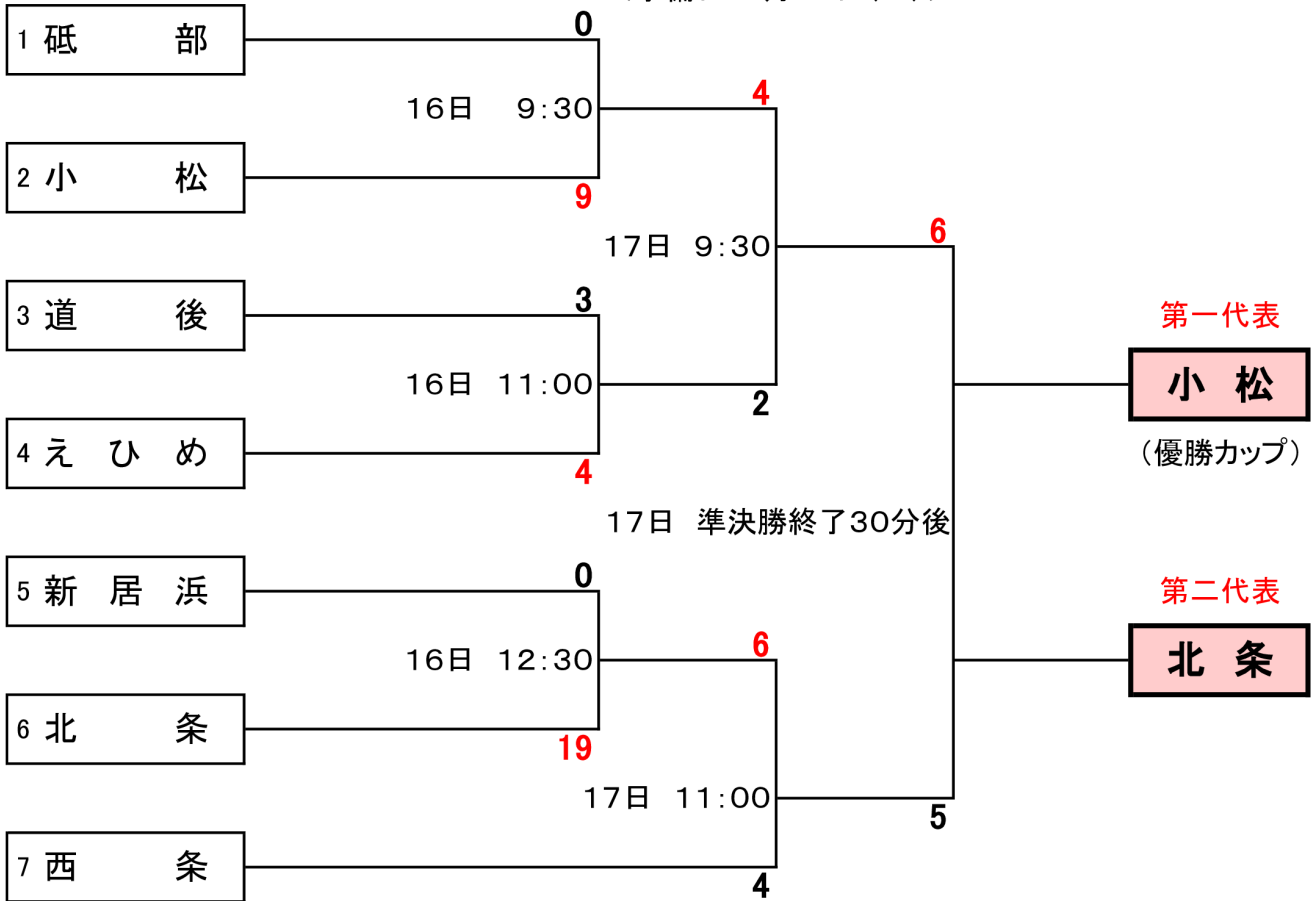 1 砥 部
0
16日 9:30
4
2 小 松
9
17日 9:30
6
3 道 後
3
第一代表
16日 11:00
小 松
2
4 え ひ め
4
(優勝カップ)
17日 準決勝終了30分後
5 新 居 浜
0
第二代表
16日 12:30
6
北 条
6 北 条
19
17日 11:00
5
7 西 条
4